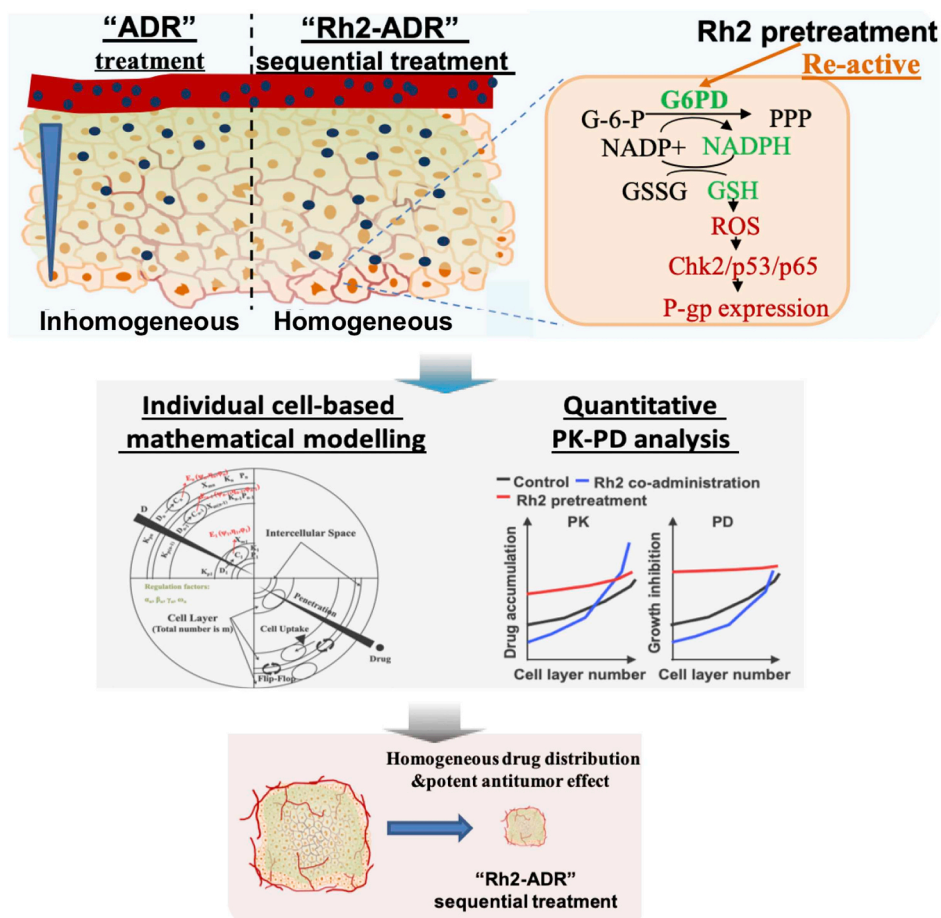 “ADR”
treatment
“Rh2-ADR”
sequential treatment
Inhomogeneous
Homogeneous
Rh2 pretreatment
Re-active
G6PD
G-6-P
PPP
NADP+
NADPH
GSSG
GSH
ROS
Chk2/p53/p65
P-gp expression
Individual cell-based
mathematical modelling
D
Regulation factors:
Intercellular Space
Penetration
Cell Layer
(Total number is m)
Cell Uptake
Flip-Flop
Drug
Quantitative
PK-PD analysis
Control
Rh2 co-administration
Rh2 pretreatment
PK
PD
Drug accumulation
Growth inhibition
Cell layer number
Cell layer number
Homogeneous drug distribution
&potent antitumor effect
“Rh2-ADR”
sequential treatment